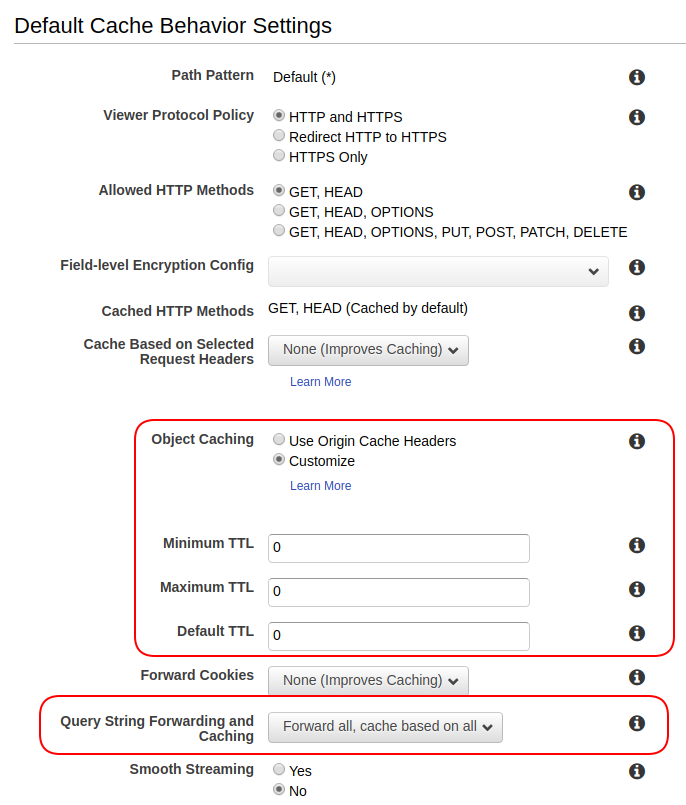 Default Cache Behavior Settings
Path Pattern Default (*)
Viewer Protocol Policy HTTP and HTTPS
Redirect HTTP to HTTPS
HTTPS Only
Allowed HTTP Methods GET, HEAD
GET, HEAD, OPTIONS
GET, HEAD, OPTIONS, PUT, POST, PATCH, DELETE
Field-level Encryption Config
Cached HTTP Methods GET, HEAD (Cached by default)
Cache Based on Selected
Request Headers
None (Improves Caching)
Learn More
Object Caching Use Origin Cache Headers
Customize
Learn More
Minimum TTL 0
Maximum TTL 0
Default TTL 0
Forward Cookies None (Improves Caching)
Query String Forwarding and
Caching
Forward all, cache based on all
Smooth Streaming Yes
No